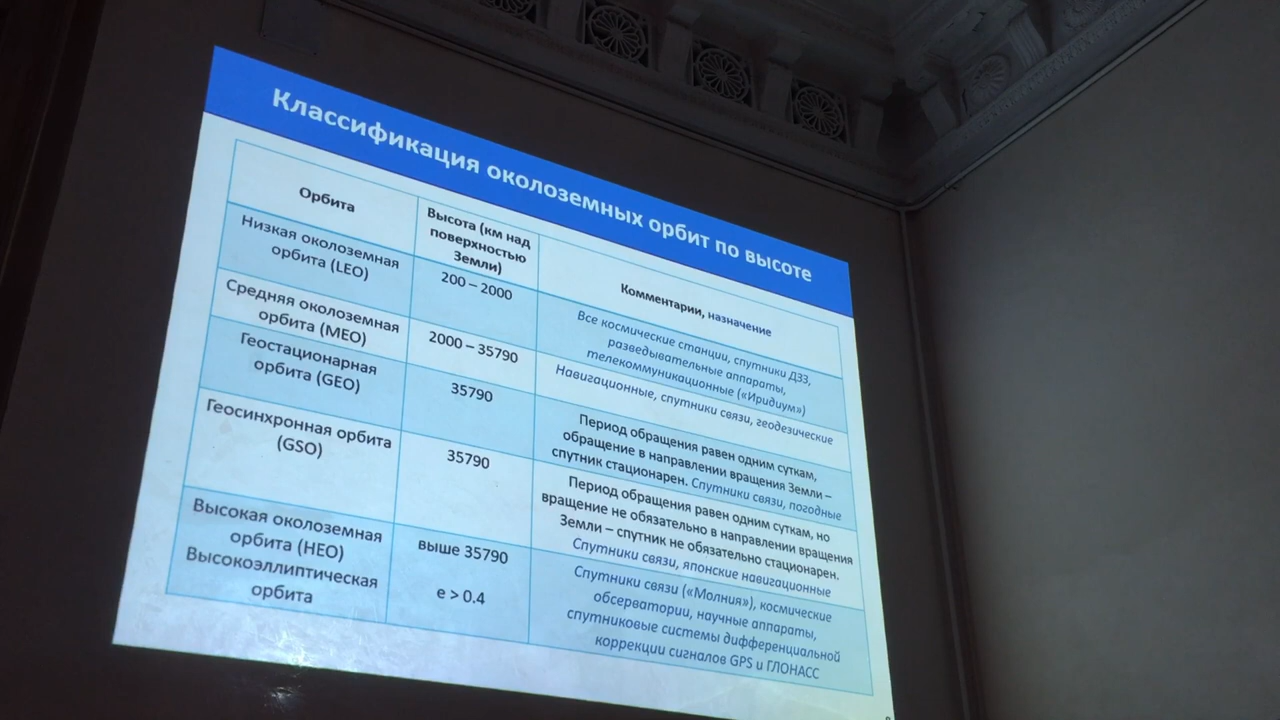 Классификация околоземных орбит по высоте
Орбита
Высота (км над
поверхностью
Земли)
Комментарии, назначение
Низкая околоземная
орбита (LEO)
200 – 2000
Все космические станции, спутники ДЗЗ,
разведывательные аппараты,
телекоммуникационные («Иридиум»)
Средняя околоземная
орбита (MEO)
2000 – 35790
Навигационные, спутники связи, геодезические
Геостационарная
орбита (GEO)
35790
Период обращения равен одним суткам,
обращение в направлении вращения Земли –
спутник стационарен. Спутники связи, погодные
Геосинхронная орбита
(GSO)
35790
Период обращения равен одним суткам, но
вращение не обязательно в направлении вращения
Земли – спутник не обязательно стационарен.
Спутники связи, японские навигационные
Высокая околоземная
орбита (HEO)
Высокоэллиптическая
орбита
выше 35790
e > 0.4
Спутники связи («Молния»), космические
обсерватории, научные аппараты,
спутниковые системы дифференциальной
коррекции сигналов GPS и ГЛОНАСС